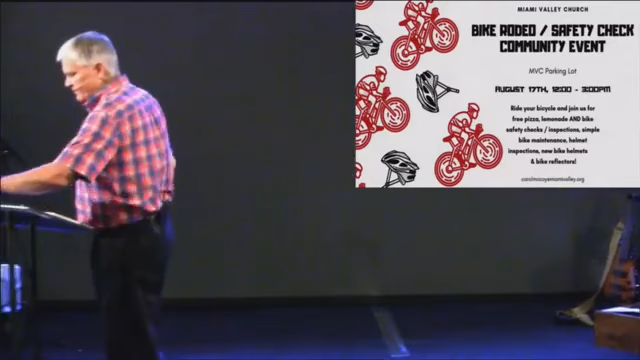 MIAMI VALLEY CHURCH
BIKE RODEO / SAFETY CHECK
COMMUNITY EVENT
MVC Parking Lot
AUGUST 17TH, 12:00 - 3:00PM
Ride your bicycle and join us for
free pizza, lemonade AND bike
safety checks / inspections, simple
bike maintenance, helmet
inspections, new bike helmets
& bike reflectors!